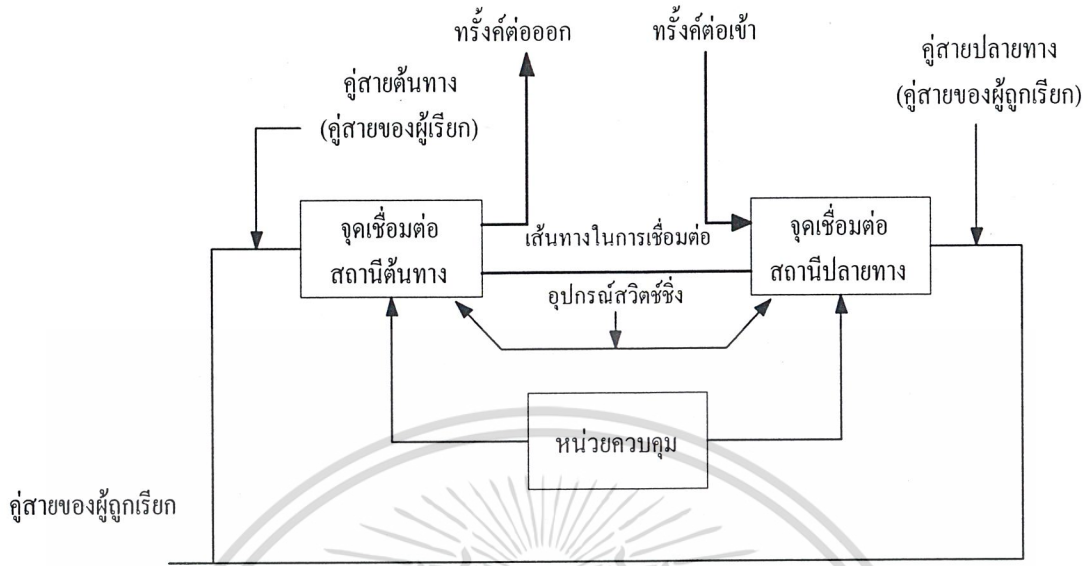 ทรั้งค์ต่อออก
ทรั้งค์ต่อเข้า
คู่สายปลายทาง
(คู่สายของผู้ถูกเรียก)
คู่สายต้นทาง
(คู่สายของผู้เรียก)
จุดเชื่อมต่อ
สถานีต้นทาง
เส้นทางในการเชื่อมต่อ
จุดเชื่อมต่อ
สถานีปลายทาง
อุปกรณ์สวิตช์ชิ่ง
หน่วยควบคุม
คู่สายของผู้ถูกเรียก